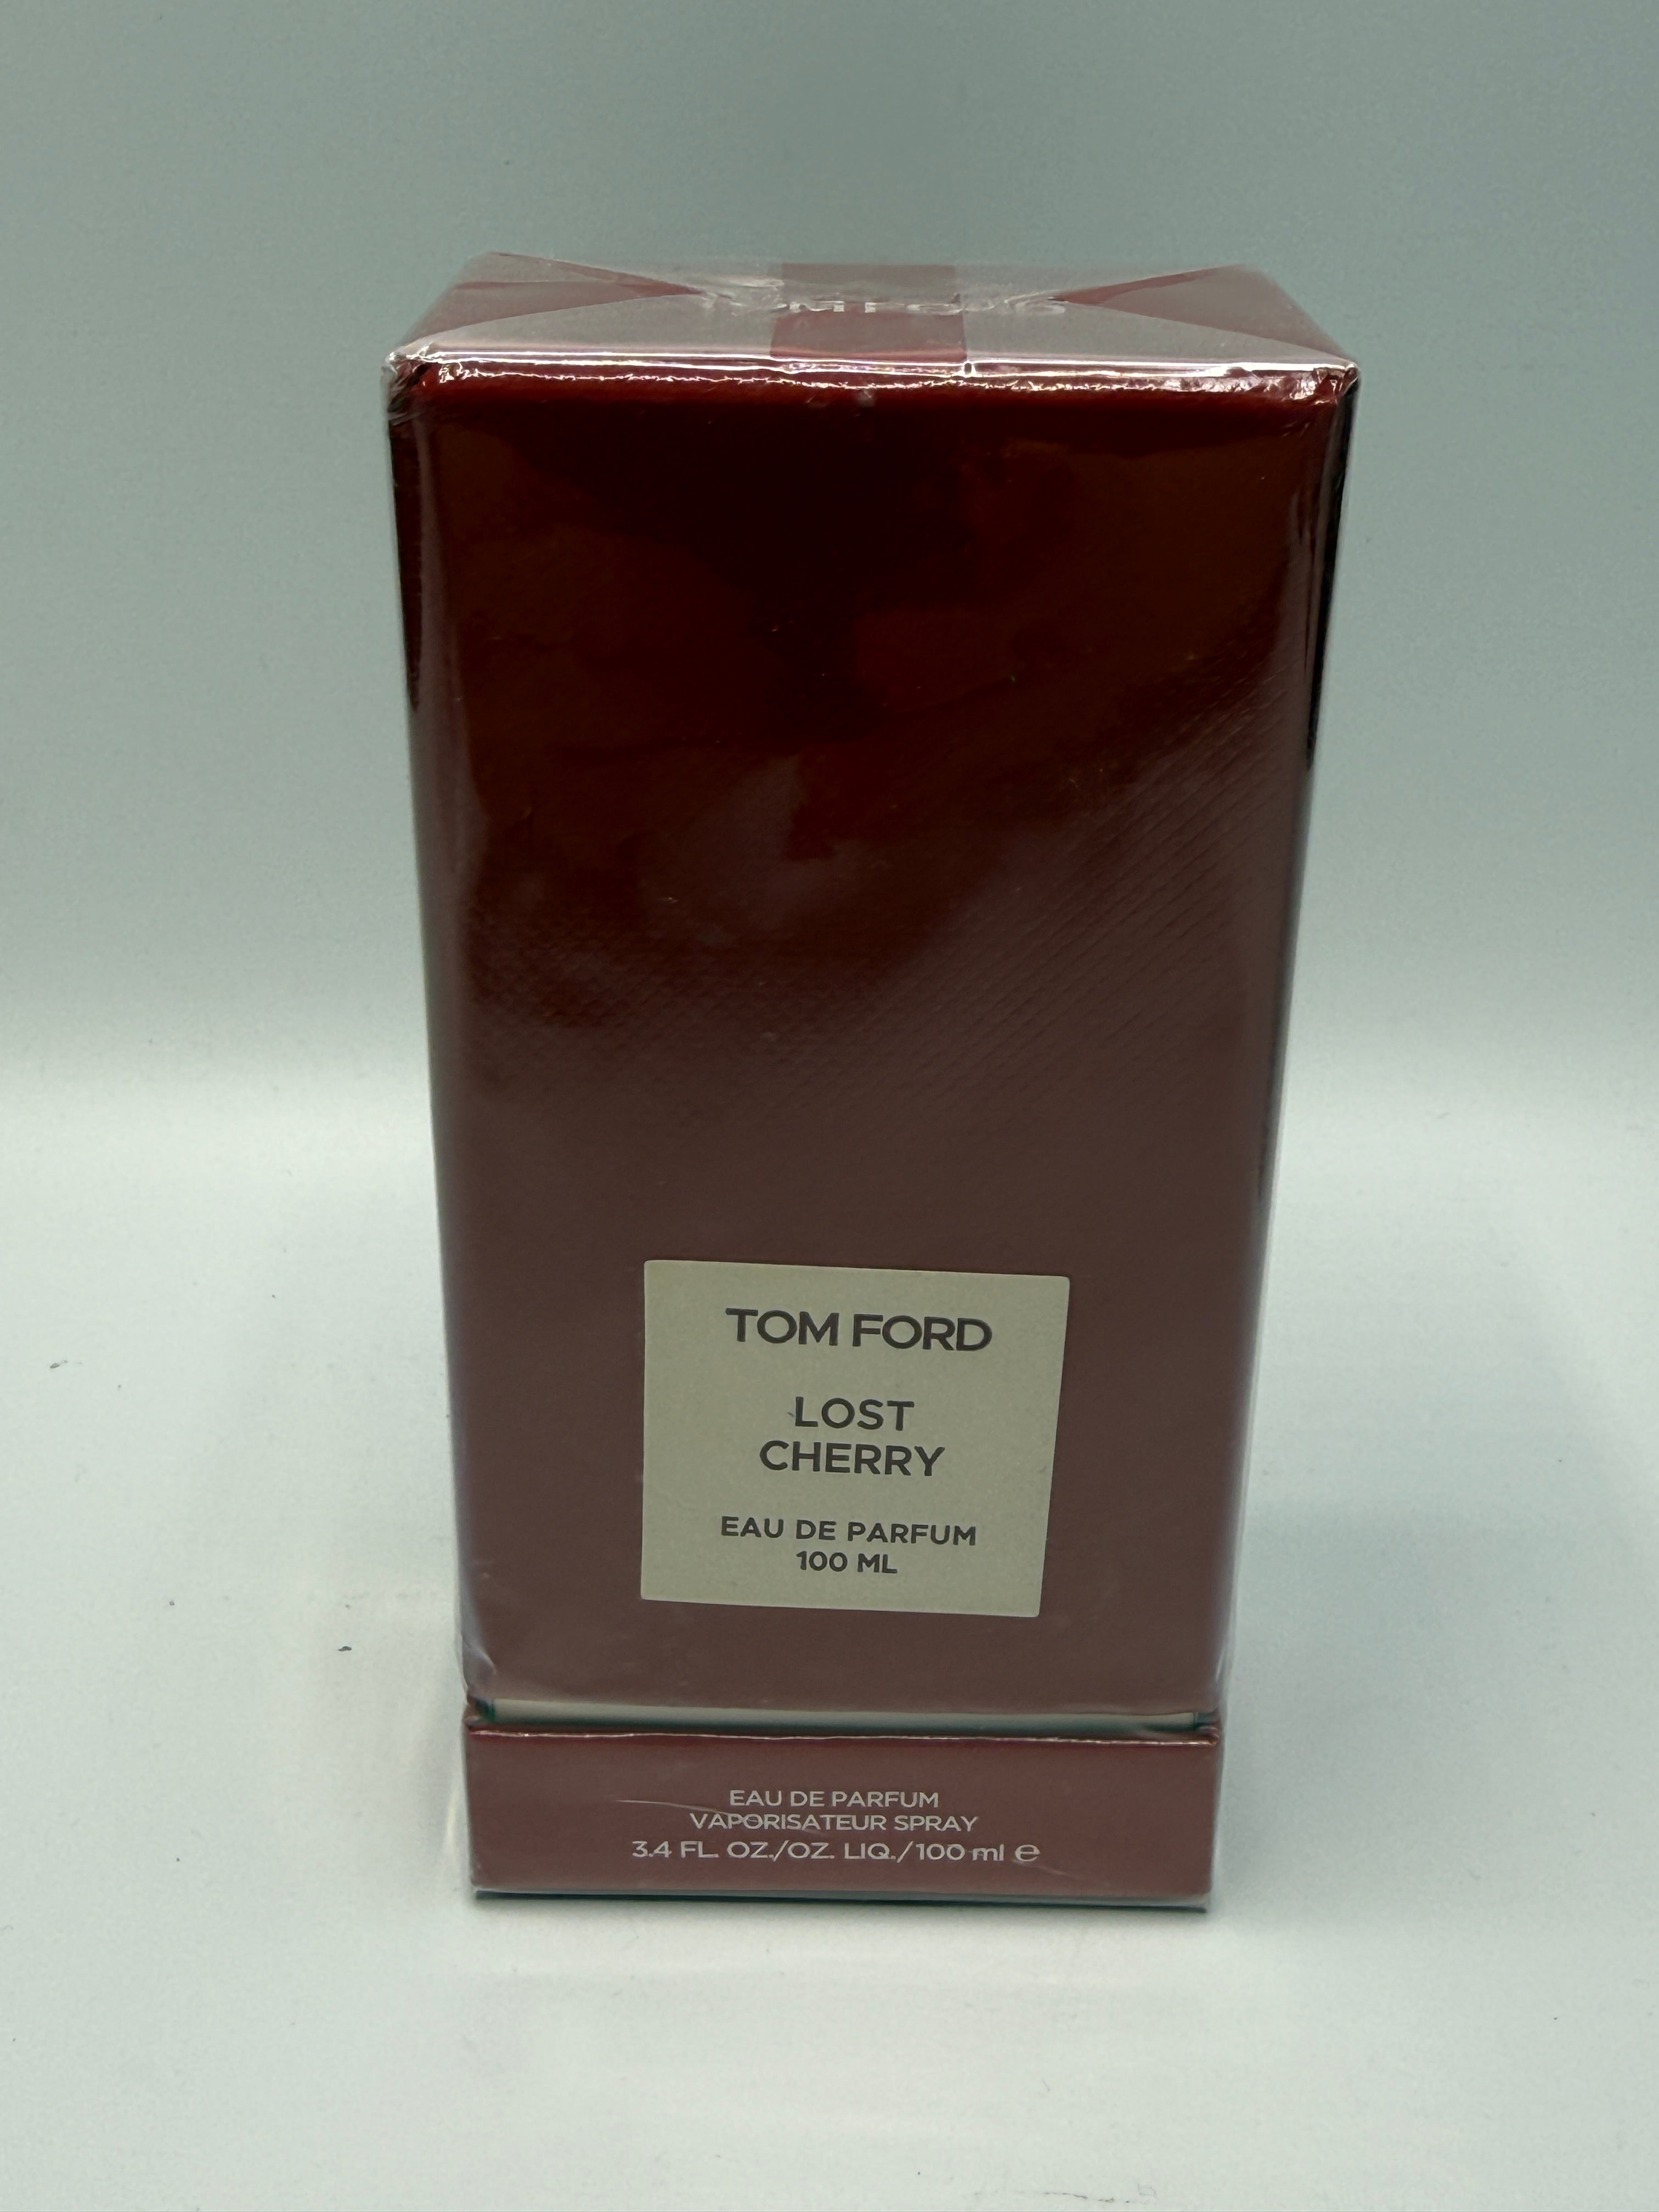 TOM FORD
LOST
CHERRY
EAU DE PARFUM
100 ML
EAU DE PARFUM
VAPORISATEUR SPRAY
3.4 FL. OZ./OZ. LIQ./100 ml ℮